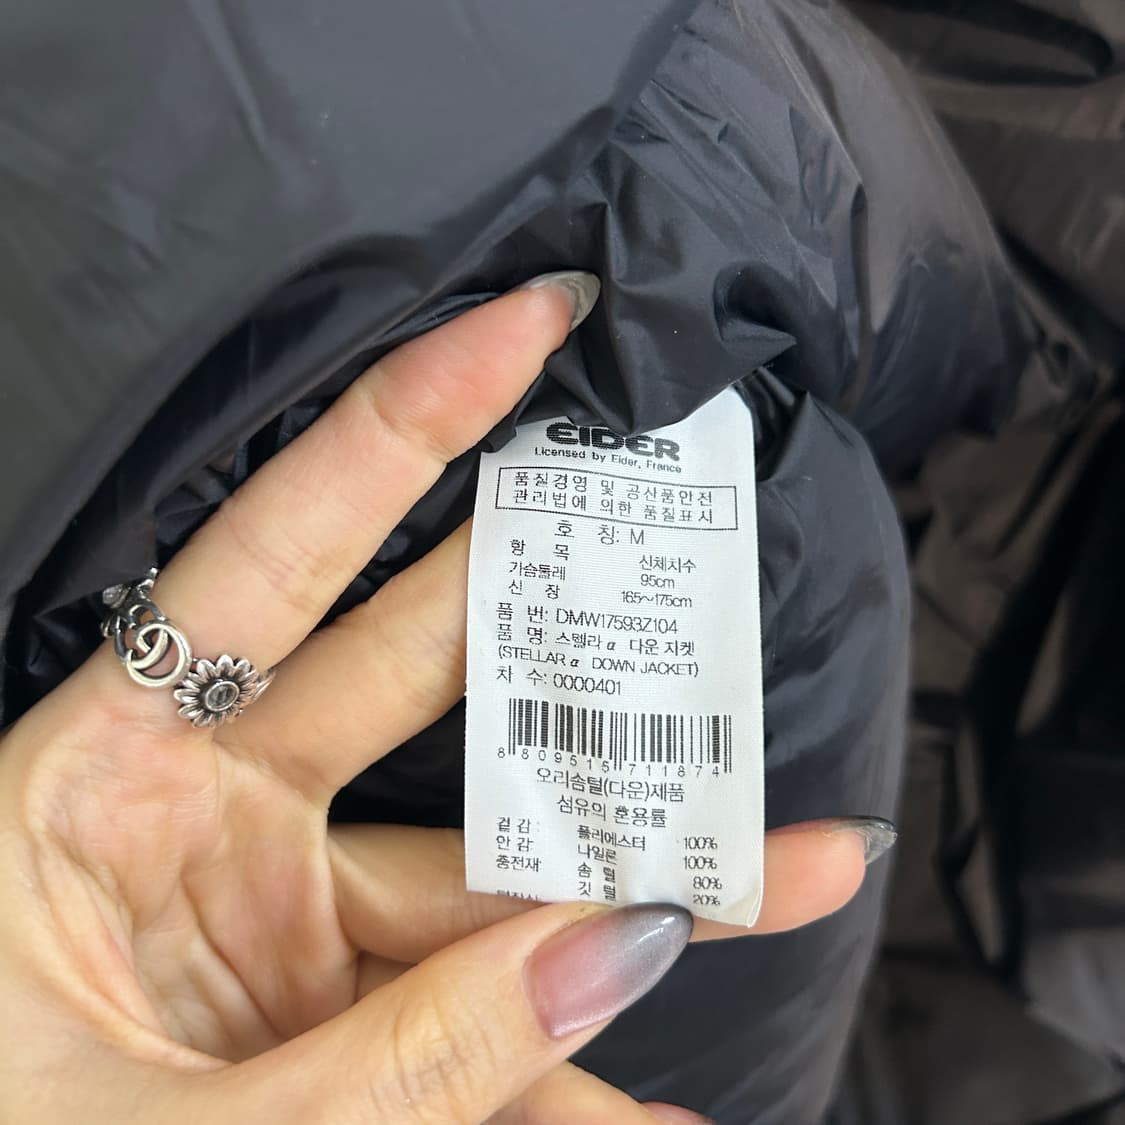 EIDER
Licensed by Eider, France
품질경영 및 공산품안전
관리법에 의한 품질표시
호 칭: M
항 목 신체치수
가슴둘레 95cm
신 장 165~175cm
품 번: DMW17593Z104
품 명: 스텔라α 다운 지켓
(STELLAR α DOWN JACKET)
차 수: 0000401
8 809515 711874
오리솜털(다운)제품
섬유의 혼용률
겉감 폴리에스터 100%
안감 나일론 100%
충전재 솜 털 80%
깃 털 20%